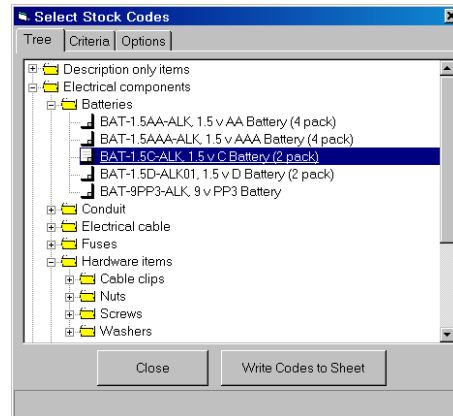 Select Stock Codes
Tree Criteria Options
Description only items
Electrical components
Batteries
BAT-1.5AA-ALK, 1.5 v AA Battery (4 pack)
BAT-1.5AAA-ALK, 1.5 v AAA Battery (4 pack)
BAT-1.5C-ALK, 1.5 v C Battery (2 pack)
BAT-1.5D-ALK01, 1.5 v D Battery (2 pack)
BAT-9PP3-ALK, 9 v PP3 Battery
Conduit
Electrical cable
Fuses
Hardware items
Cable clips
Nuts
Screws
Washers
Close Write Codes to Sheet